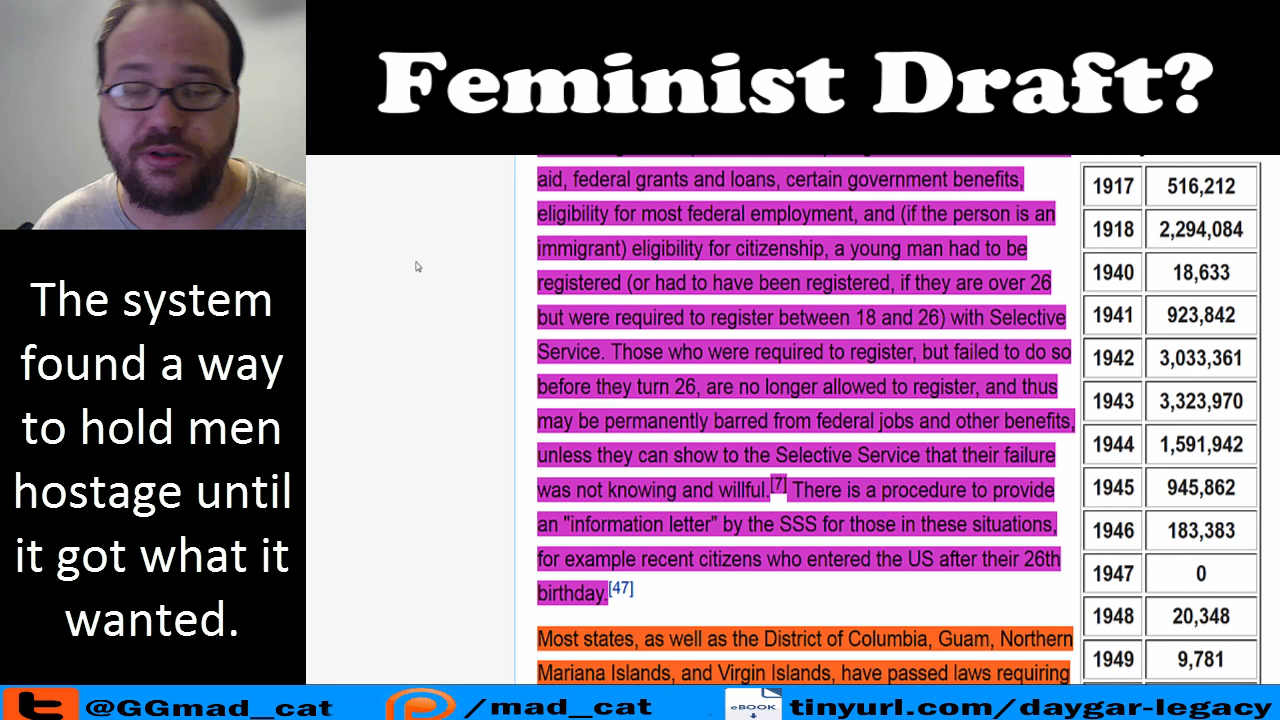 Feminist Draft?
The system
found a way
to hold men
hostage until
it got what it
wanted.
aid, federal grants and loans, certain government benefits,
eligibility for most federal employment, and (if the person is an
immigrant) eligibility for citizenship, a young man had to be
registered (or had to have been registered, if they are over 26
but were required to register between 18 and 26) with Selective
Service. Those who were required to register, but failed to do so
before they turn 26, are no longer allowed to register, and thus
may be permanently barred from federal jobs and other benefits,
unless they can show to the Selective Service that their failure
was not knowing and willful.[7] There is a procedure to provide
an "information letter" by the SSS for those in these situations,
for example recent citizens who entered the US after their 26th
birthday.[47]
Most states, as well as the District of Columbia, Guam, Northern
Mariana Islands, and Virgin Islands, have passed laws requiring
1917 516,212
1918 2,294,084
1940 18,633
1941 923,842
1942 3,033,361
1943 3,323,970
1944 1,591,942
1945 945,862
1946 183,383
1947 0
1948 20,348
1949 9,781
@GGmad_cat /mad_cat eBOOK tinyurl.com/daygar-legacy